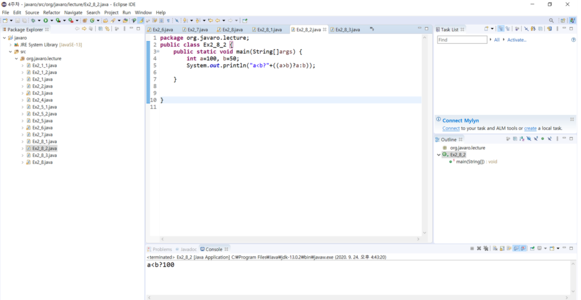 javaro - javaro/src/org/javaro/lecture/Ex2_8_2.java - Eclipse IDE
File Edit Source Refactor Navigate Search Project Run Window Help
Package Explorer
javaro
JRE System Library [JavaSE-13]
src
org.javaro.lecture
Ex2_1_1.java
Ex2_1_2.java
Ex2_1.java
Ex2_2.java
Ex2_3.java
Ex2_4.java
Ex2_5_1.java
Ex2_5_2.java
Ex2_6.java
Ex2_7.java
Ex2_8_1.java
Ex2_8_2.java
Ex2_8_3.java
Ex2_8.java
Ex2_6.java Ex2_7.java Ex2_8.java Ex2_8_1.java Ex2_8_2.java Ex2_8_3.java
1 package org.javaro.lecture;
2 public class Ex2_8_2 {
3 public static void main(String[]args) {
4 int a=100, b=50;
5 System.out.println("a<b?"+((a>b)?a:b));
6
7 }
8
9
10 }
11
Task List
Find All Activate...
Connect Mylyn
Connect to your task and ALM tools or create a local task.
Outline
org.javaro.lecture
Ex2_8_2
main(String[]) : void
Problems Javadoc Console
<terminated> Ex2_8_2 [Java Application] C:₩Program Files₩Java₩jdk-13.0.2₩bin₩javaw.exe (2020. 9. 24. 오후 4:43:20)
a<b?100